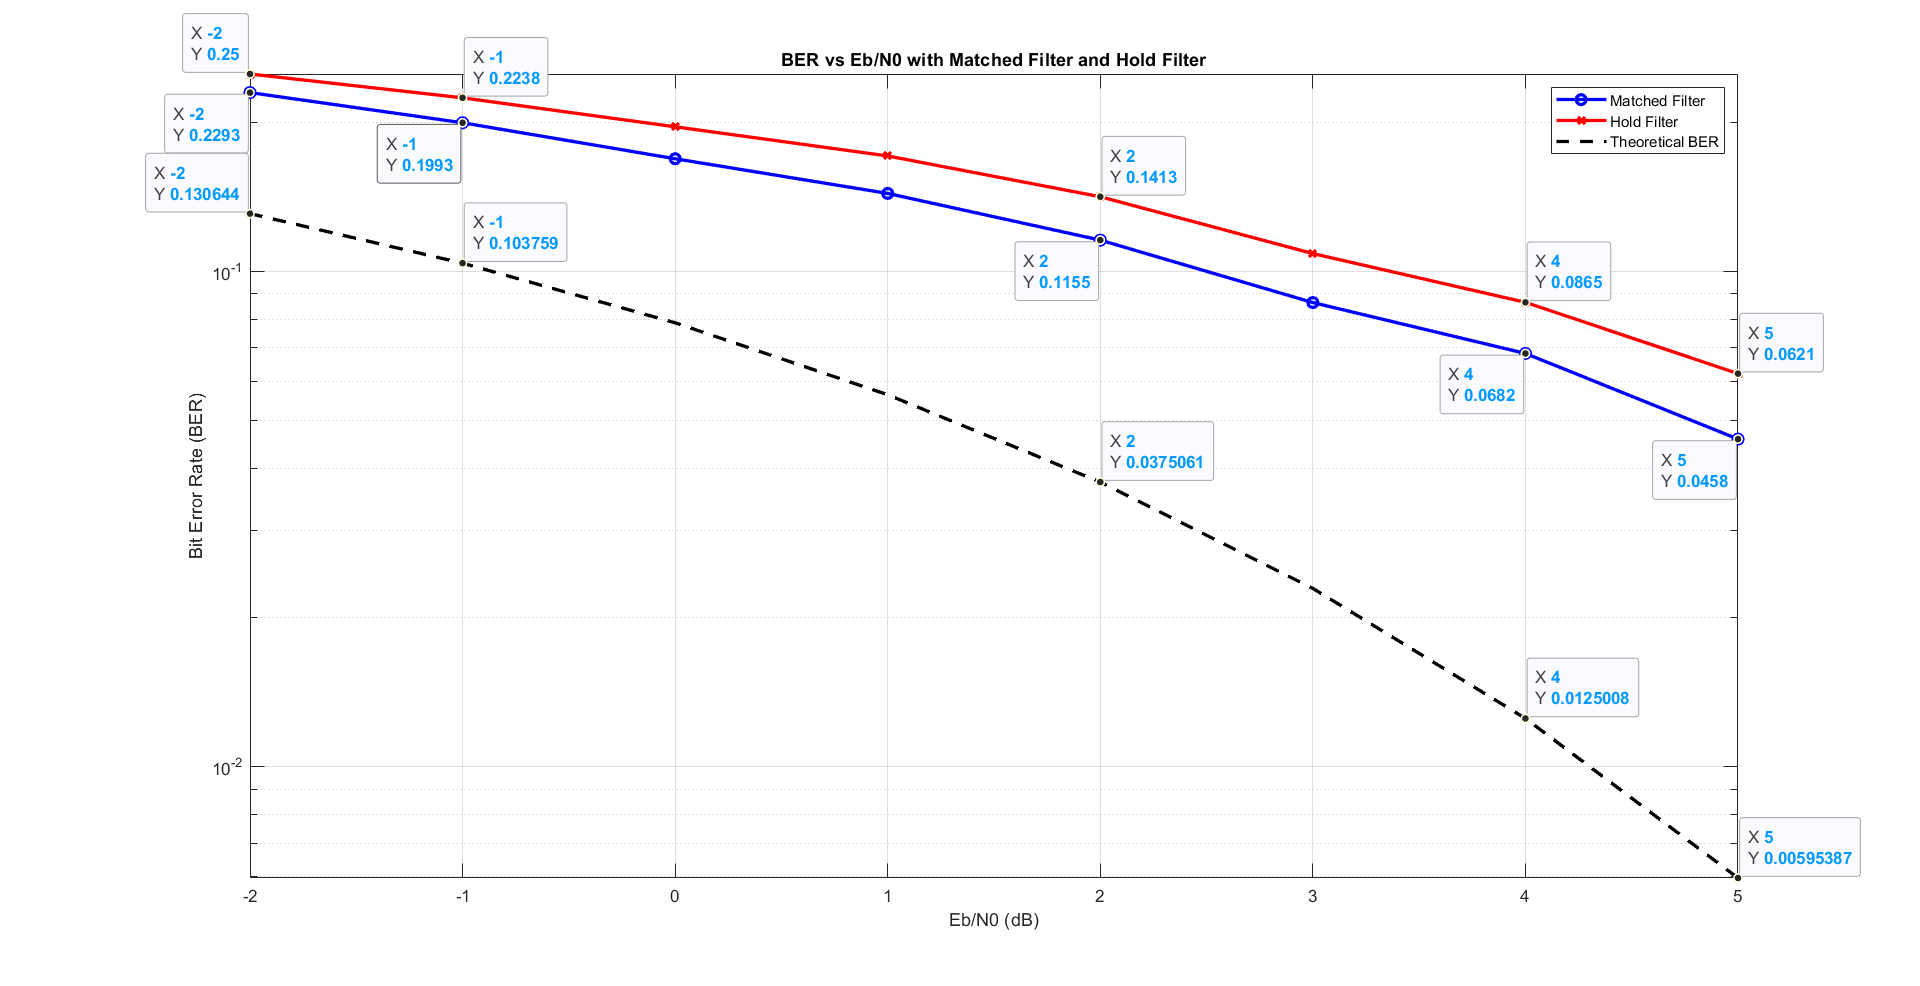 BER vs Eb/N0 with Matched Filter and Hold Filter
X -2
Y 0.25
X -1
Y 0.2238
X -2
Y 0.2293
X -1
Y 0.1993
X -2
Y 0.130644
X -1
Y 0.103759
X 2
Y 0.1413
X 2
Y 0.1155
X 4
Y 0.0865
X 5
Y 0.0621
X 4
Y 0.0682
X 2
Y 0.0375061
X 5
Y 0.0458
X 4
Y 0.0125008
X 5
Y 0.00595387
Matched Filter
Hold Filter
Theoretical BER
Bit Error Rate (BER)
10-1
10-2
-2 -1 0 1 2 3 4 5
Eb/N0 (dB)